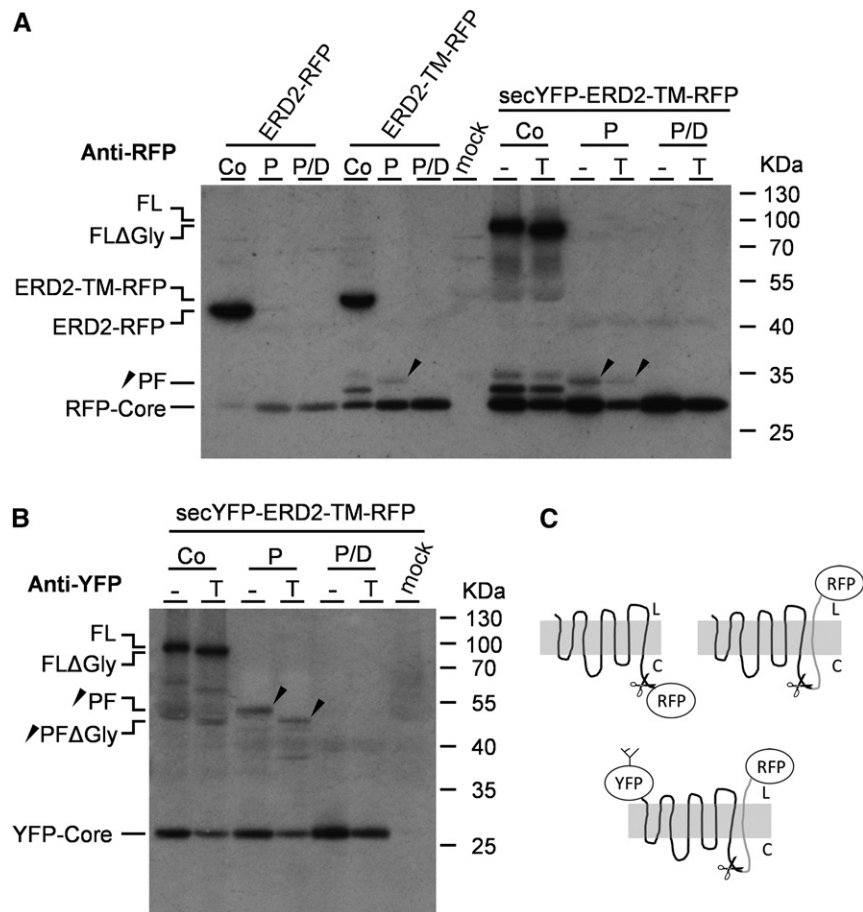 A
ERD2-RFP
ERD2-TM-RFP
mock
secYFP-ERD2-TM-RFP
Co P P/D
Anti-RFP
Co P P/D Co P P/D
- T - T - T
KDa
FL
FLΔGly
ERD2-TM-RFP
ERD2-RFP
PF
RFP-Core
130
100
70
55
40
35
25
B
secYFP-ERD2-TM-RFP
Co P P/D mock
Anti-YFP
- T - T - T
KDa
FL
FLΔGly
PF
PFΔGly
YFP-Core
130
100
70
55
40
35
25
C
L
C
RFP
RFP
L
C
YFP
RFP
L
C